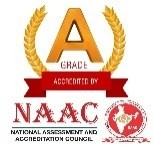 A
GRADE
ACCREDITED BY
NAAC
NATIONAL ASSESSMENT AND
ACCREDITATION COUNCIL